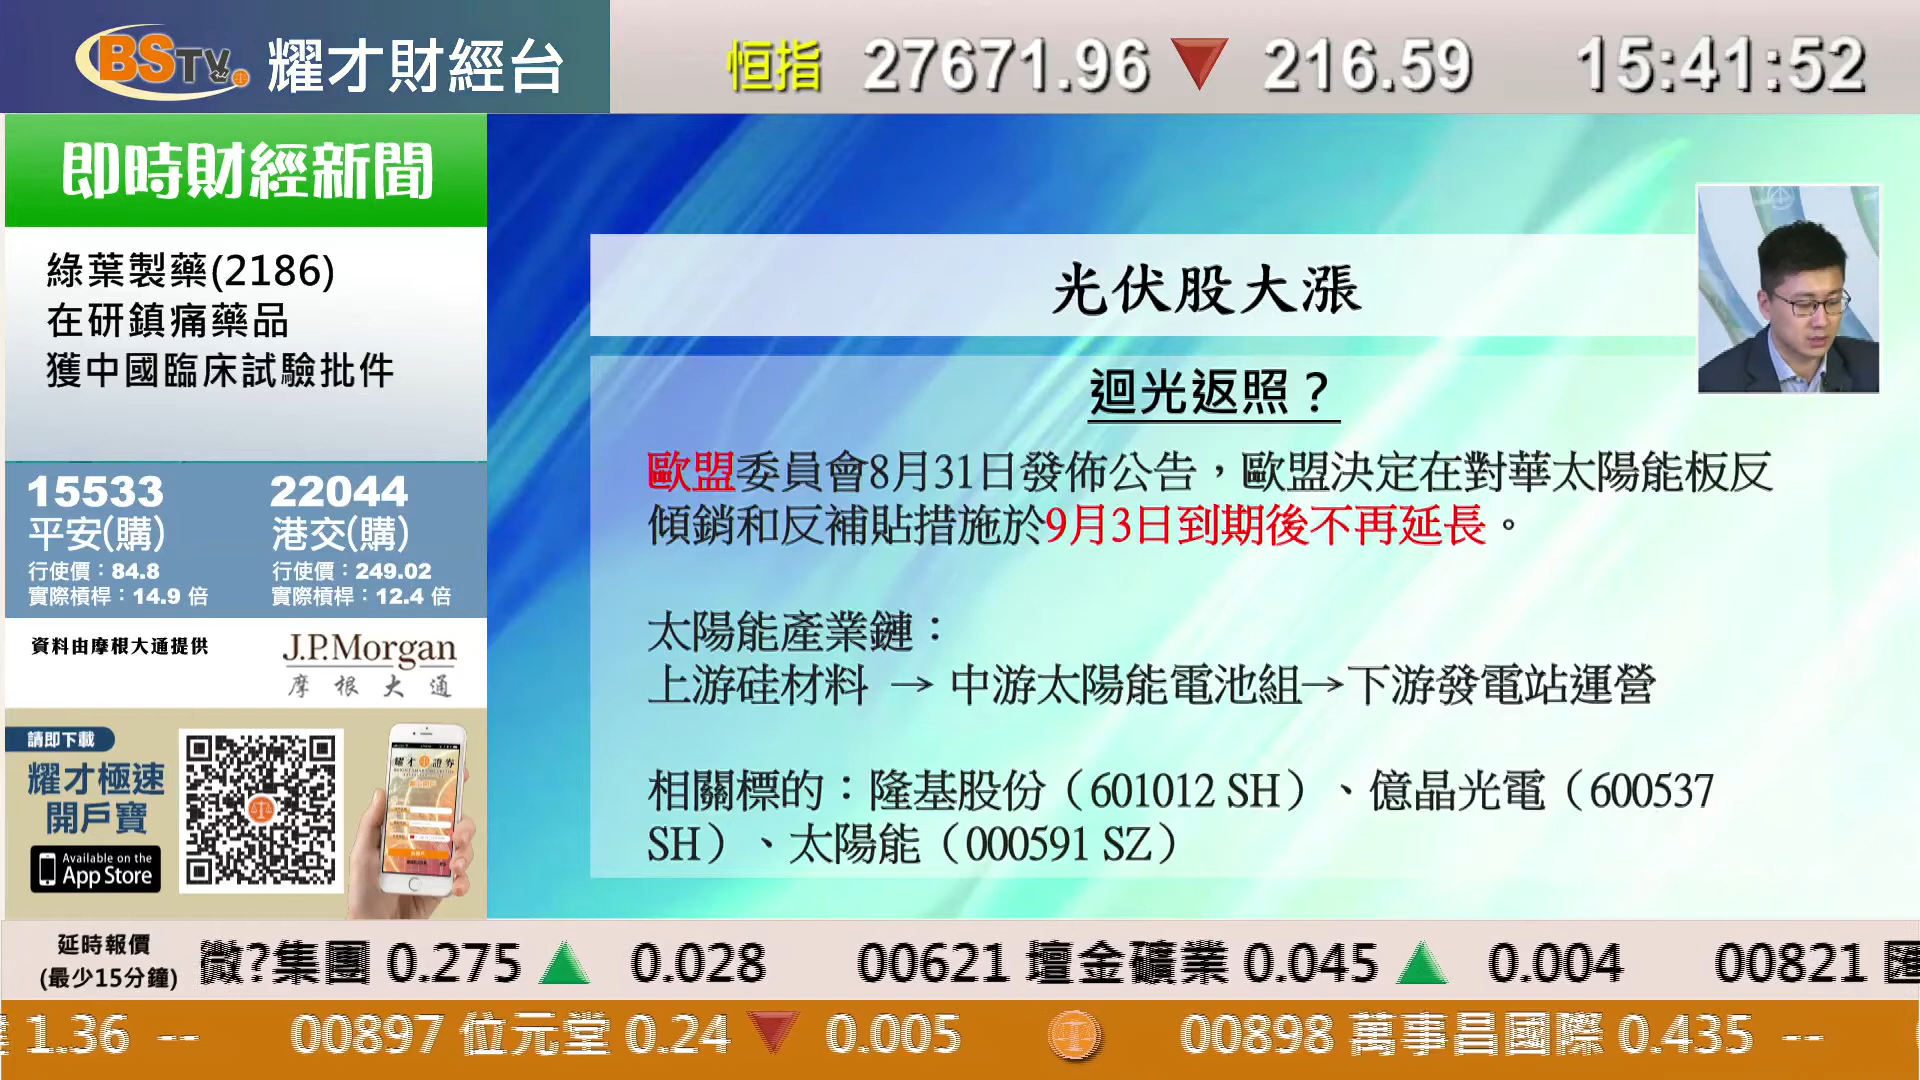 BSTV 耀才財經台
恒指 27671.96 ▼ 216.59 15:41:52
即時財經新聞
綠葉製藥(2186)
在研鎮痛藥品
獲中國臨床試驗批件
15533
平安(購)
行使價：84.8
實際槓桿：14.9 倍
22044
港交(購)
行使價：249.02
實際槓桿：12.4 倍
資料由摩根大通提供
J.P.Morgan
摩根大通
請即下載
耀才極速
開戶寶
Available on the
App Store
光伏股大漲
迴光返照？
歐盟委員會8月31日發佈公告，歐盟決定在對華太陽能板反
傾銷和反補貼措施於9月3日到期後不再延長。
太陽能產業鏈：
上游硅材料 → 中游太陽能電池組→下游發電站運營
相關標的：隆基股份（601012 SH）、億晶光電（600537
SH）、太陽能（000591 SZ）
延時報價
(最少15分鐘)
微?集團 0.275 ▲ 0.028 00621 壇金礦業 0.045 ▲ 0.004 00821
1.36 -- 00897 位元堂 0.24 ▼ 0.005 00898 萬事昌國際 0.435 --